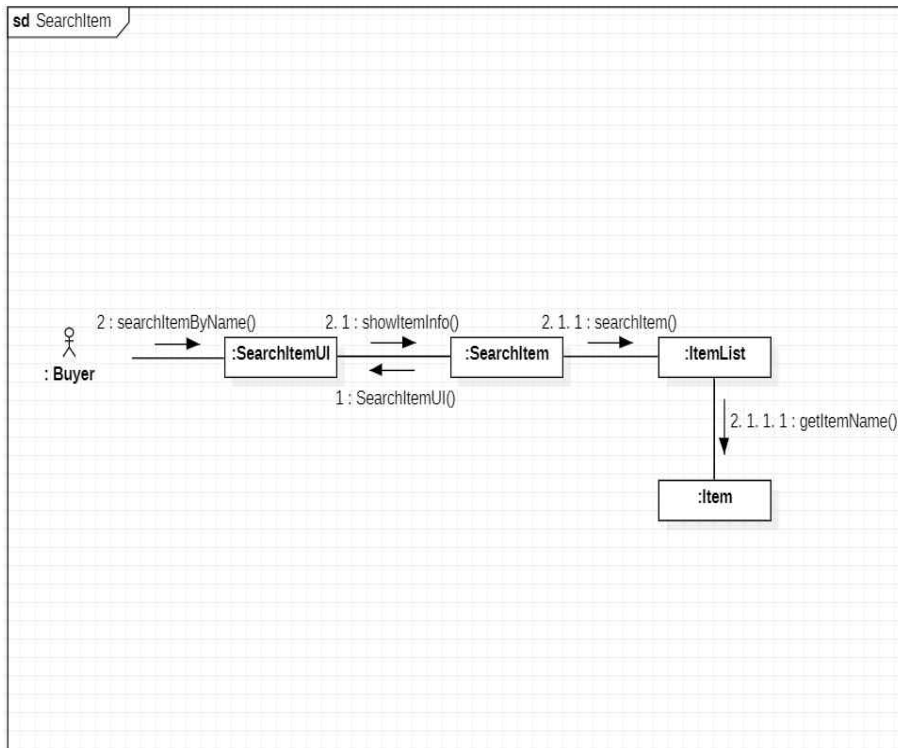 sd SearchItem
2 : searchItemByName()
2. 1 : showItemInfo()
2. 1. 1 : searchItem()
: Buyer
:SearchItemUI
:SearchItem
:ItemList
1 : SearchItemUI()
2. 1. 1. 1 : getItemName()
:Item